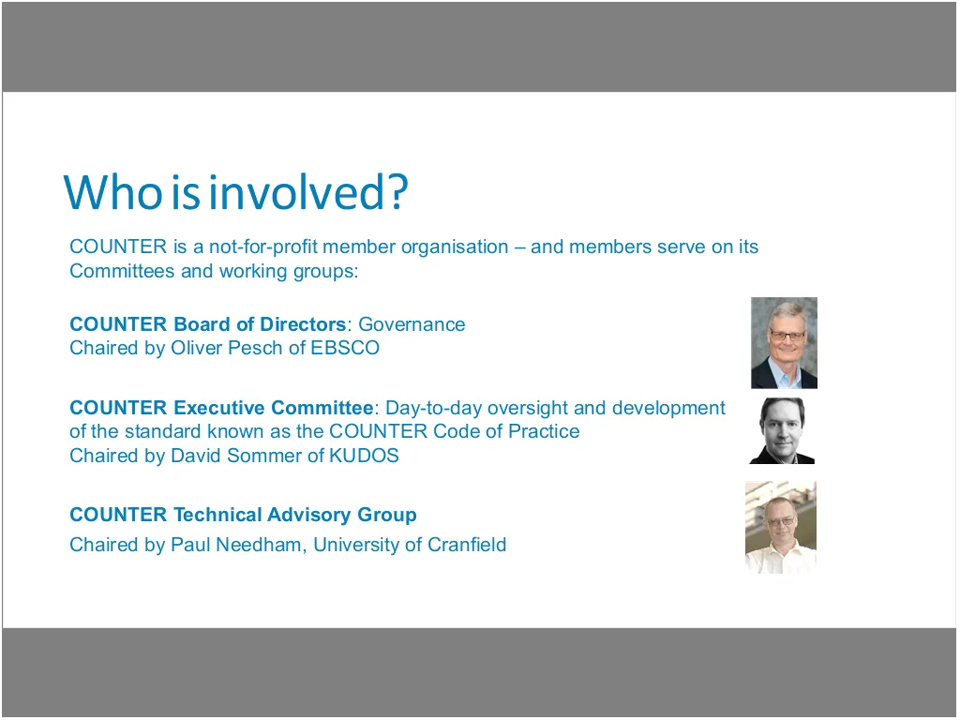 Who is involved?
COUNTER is a not-for-profit member organisation – and members serve on its
Committees and working groups:
COUNTER Board of Directors: Governance
Chaired by Oliver Pesch of EBSCO
COUNTER Executive Committee: Day-to-day oversight and development
of the standard known as the COUNTER Code of Practice
Chaired by David Sommer of KUDOS
COUNTER Technical Advisory Group
Chaired by Paul Needham, University of Cranfield